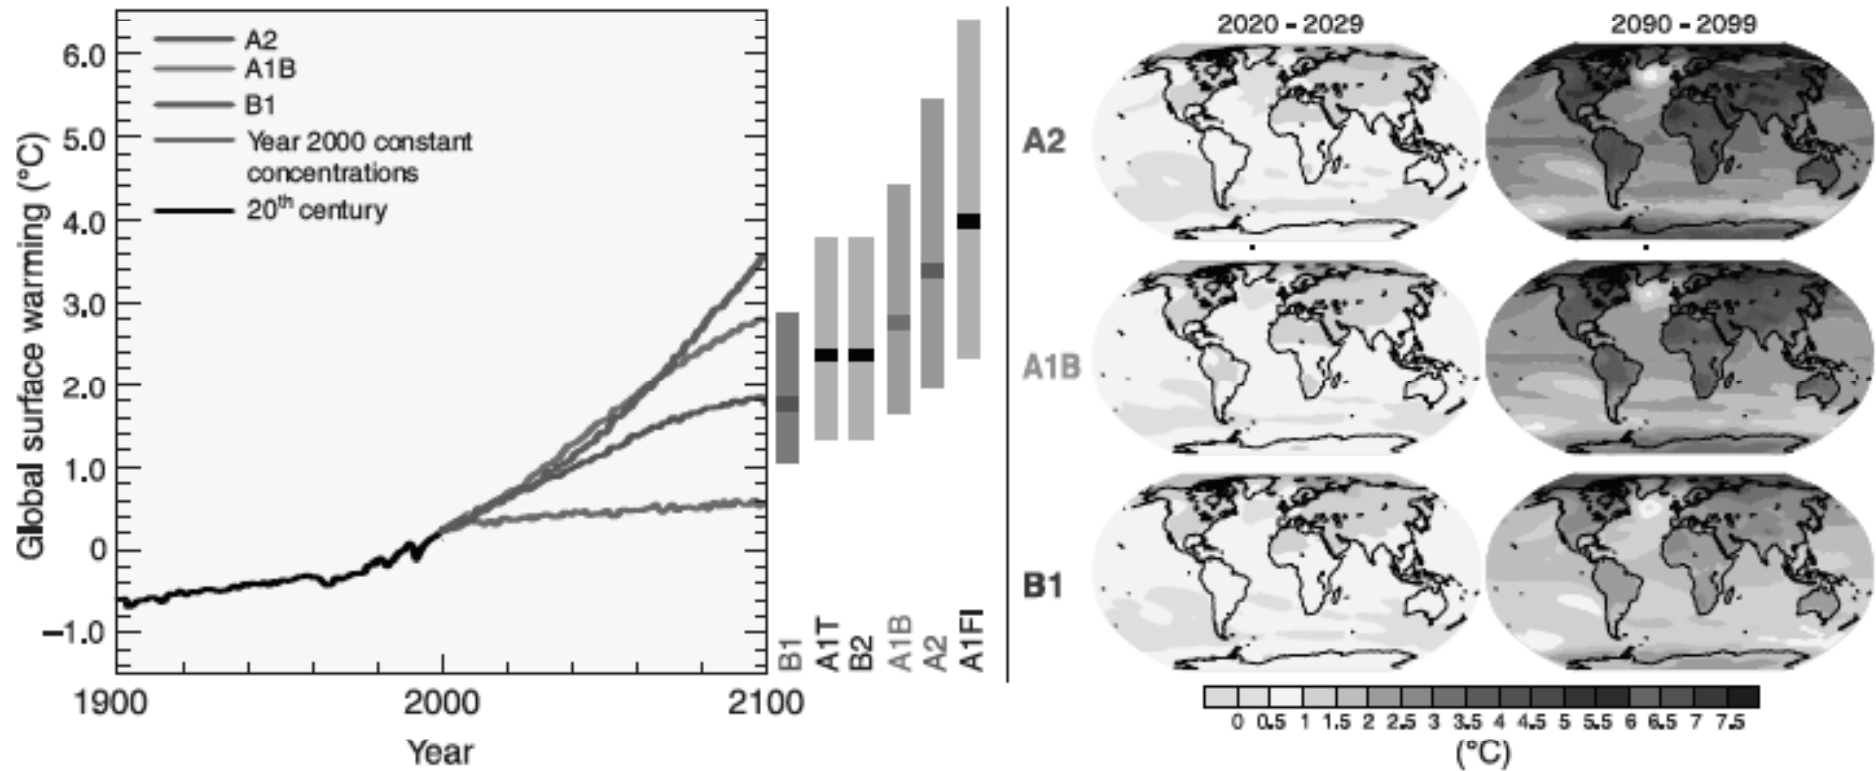 6.0
5.0
4.0
3.0
2.0
1.0
0
–1.0
Global surface warming (°C)
A2
A1B
B1
Year 2000 constant
concentrations
20th century
1900
2000
2100
Year
B1
A1T
B2
A1B
A2
A1FI
2020 - 2029
2090 - 2099
A2
A1B
B1
0 0.5 1 1.5 2 2.5 3 3.5 4 4.5 5 5.5 6 6.5 7 7.5
(°C)